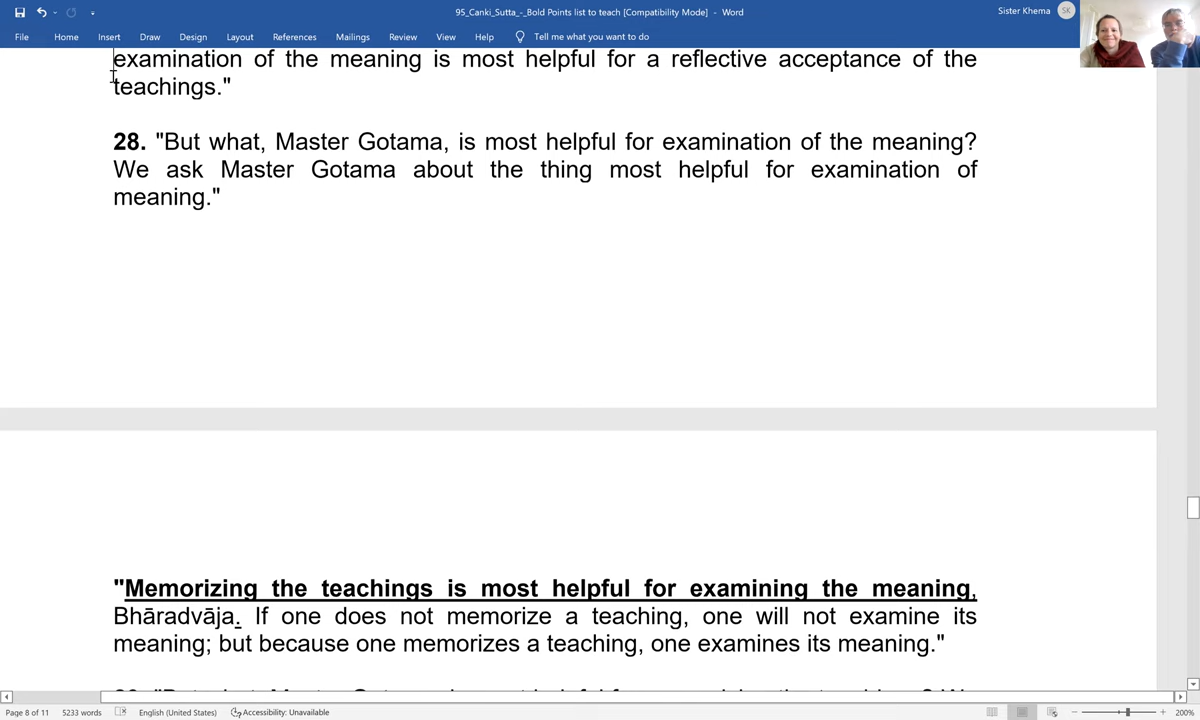 95_Canki_Sutta_-_Bold Points list to teach [Compatibility Mode] - Word
Sister Khema
SK
File Home Insert Draw Design Layout References Mailings Review View Help Tell me what you want to do
examination of the meaning is most helpful for a reflective acceptance of the
teachings."
28. "But what, Master Gotama, is most helpful for examination of the meaning?
We ask Master Gotama about the thing most helpful for examination of
meaning."
"Memorizing the teachings is most helpful for examining the meaning,
Bhāradvāja. If one does not memorize a teaching, one will not examine its
meaning; but because one memorizes a teaching, one examines its meaning."
Page 8 of 11 5233 words English (United States) Accessibility: Unavailable 200%